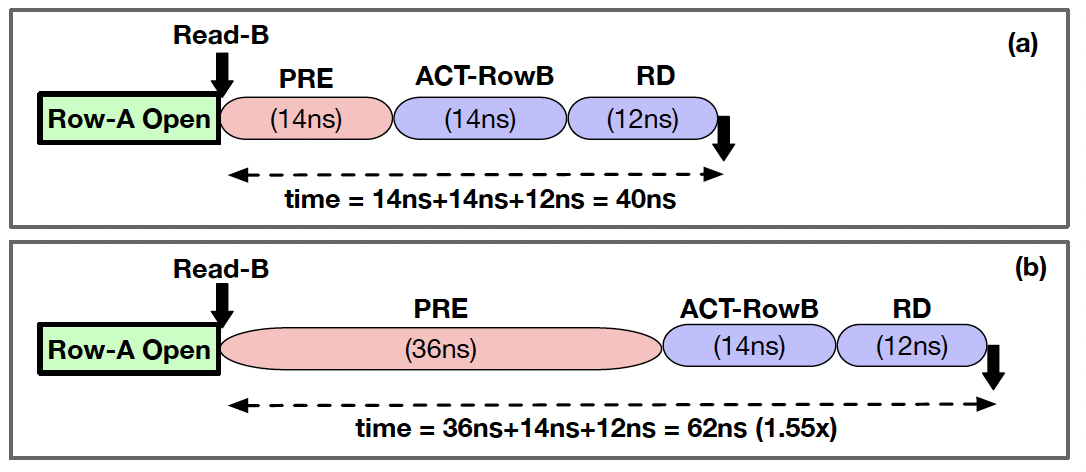 Read-B
(a)
PRE
ACT-RowB
RD
Row-A Open
(14ns)
(14ns)
(12ns)
time = 14ns+14ns+12ns = 40ns
Read-B
(b)
PRE
ACT-RowB
RD
Row-A Open
(36ns)
(14ns)
(12ns)
time = 36ns+14ns+12ns = 62ns (1.55x)